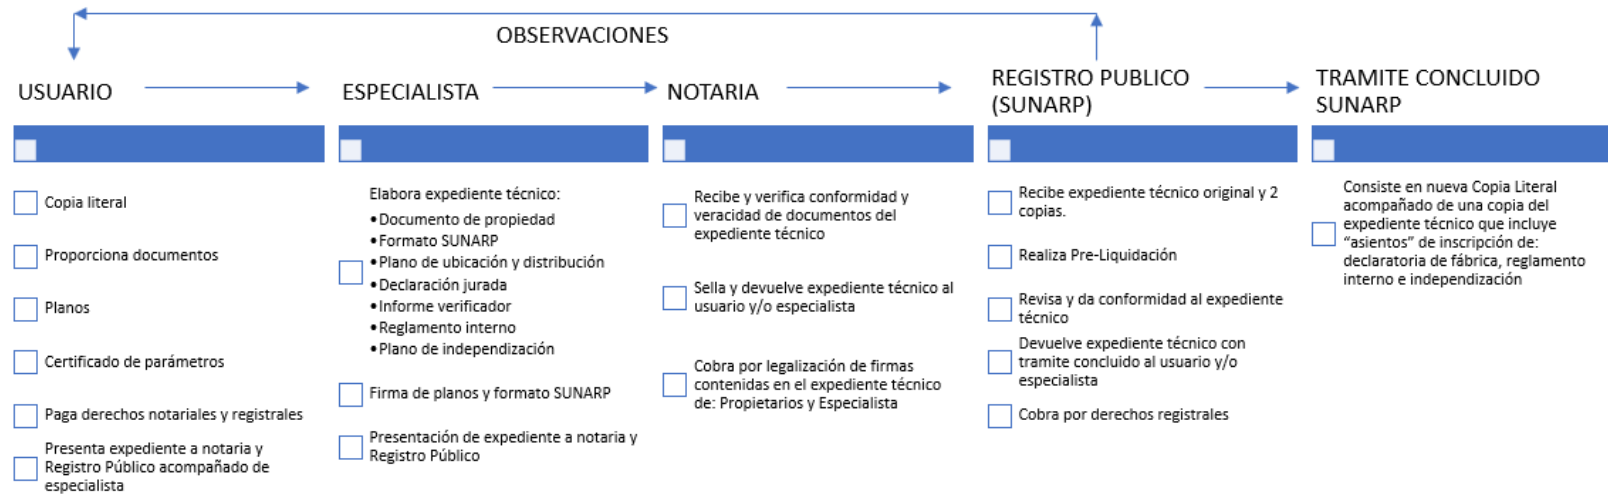 OBSERVACIONES
USUARIO
ESPECIALISTA
NOTARIA
REGISTRO PUBLICO
(SUNARP)
TRAMITE CONCLUIDO
SUNARP
Copia literal
Proporciona documentos
Planos
Certificado de parámetros
Paga derechos notariales y registrales
Presenta expediente a notaria y
Registro Público acompañado de
especialista
Elabora expediente técnico:
•Documento de propiedad
•Formato SUNARP
•Plano de ubicación y distribución
•Declaración jurada
•Informe verificador
•Reglamento interno
•Plano de independización
Firma de planos y formato SUNARP
Presentación de expediente a notaria y
Registro Público
Recibe y verifica conformidad y
veracidad de documentos del
expediente técnico
Sella y devuelve expediente técnico al
usuario y/o especialista
Cobra por legalización de firmas
contenidas en el expediente técnico
de: Propietarios y Especialista
Recibe expediente técnico original y 2
copias.
Realiza Pre-Liquidación
Revisa y da conformidad al expediente
técnico
Devuelve expediente técnico con
tramite concluido al usuario y/o
especialista
Cobra por derechos registrales
Consiste en nueva Copia Literal
acompañado de una copia del
expediente técnico que incluye
“asientos” de inscripción de:
declaratoria de fábrica, reglamento
interno e independización